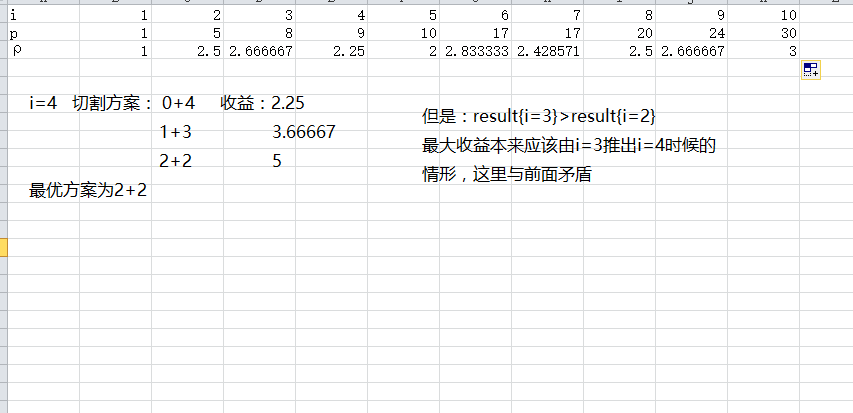 i 1 2 3 4 5 6 7 8 9 10
p 1 5 8 9 10 17 17 20 24 30
ρ 1 2.5 2.666667 2.25 2 2.833333 2.428571 2.5 2.666667 3
i=4 切割方案： 0+4 收益：2.25
1+3 3.66667
2+2 5
最优方案为2+2
但是：result{i=3}>result{i=2}
最大收益本来应该由i=3推出i=4时候的
情形，这里与前面矛盾